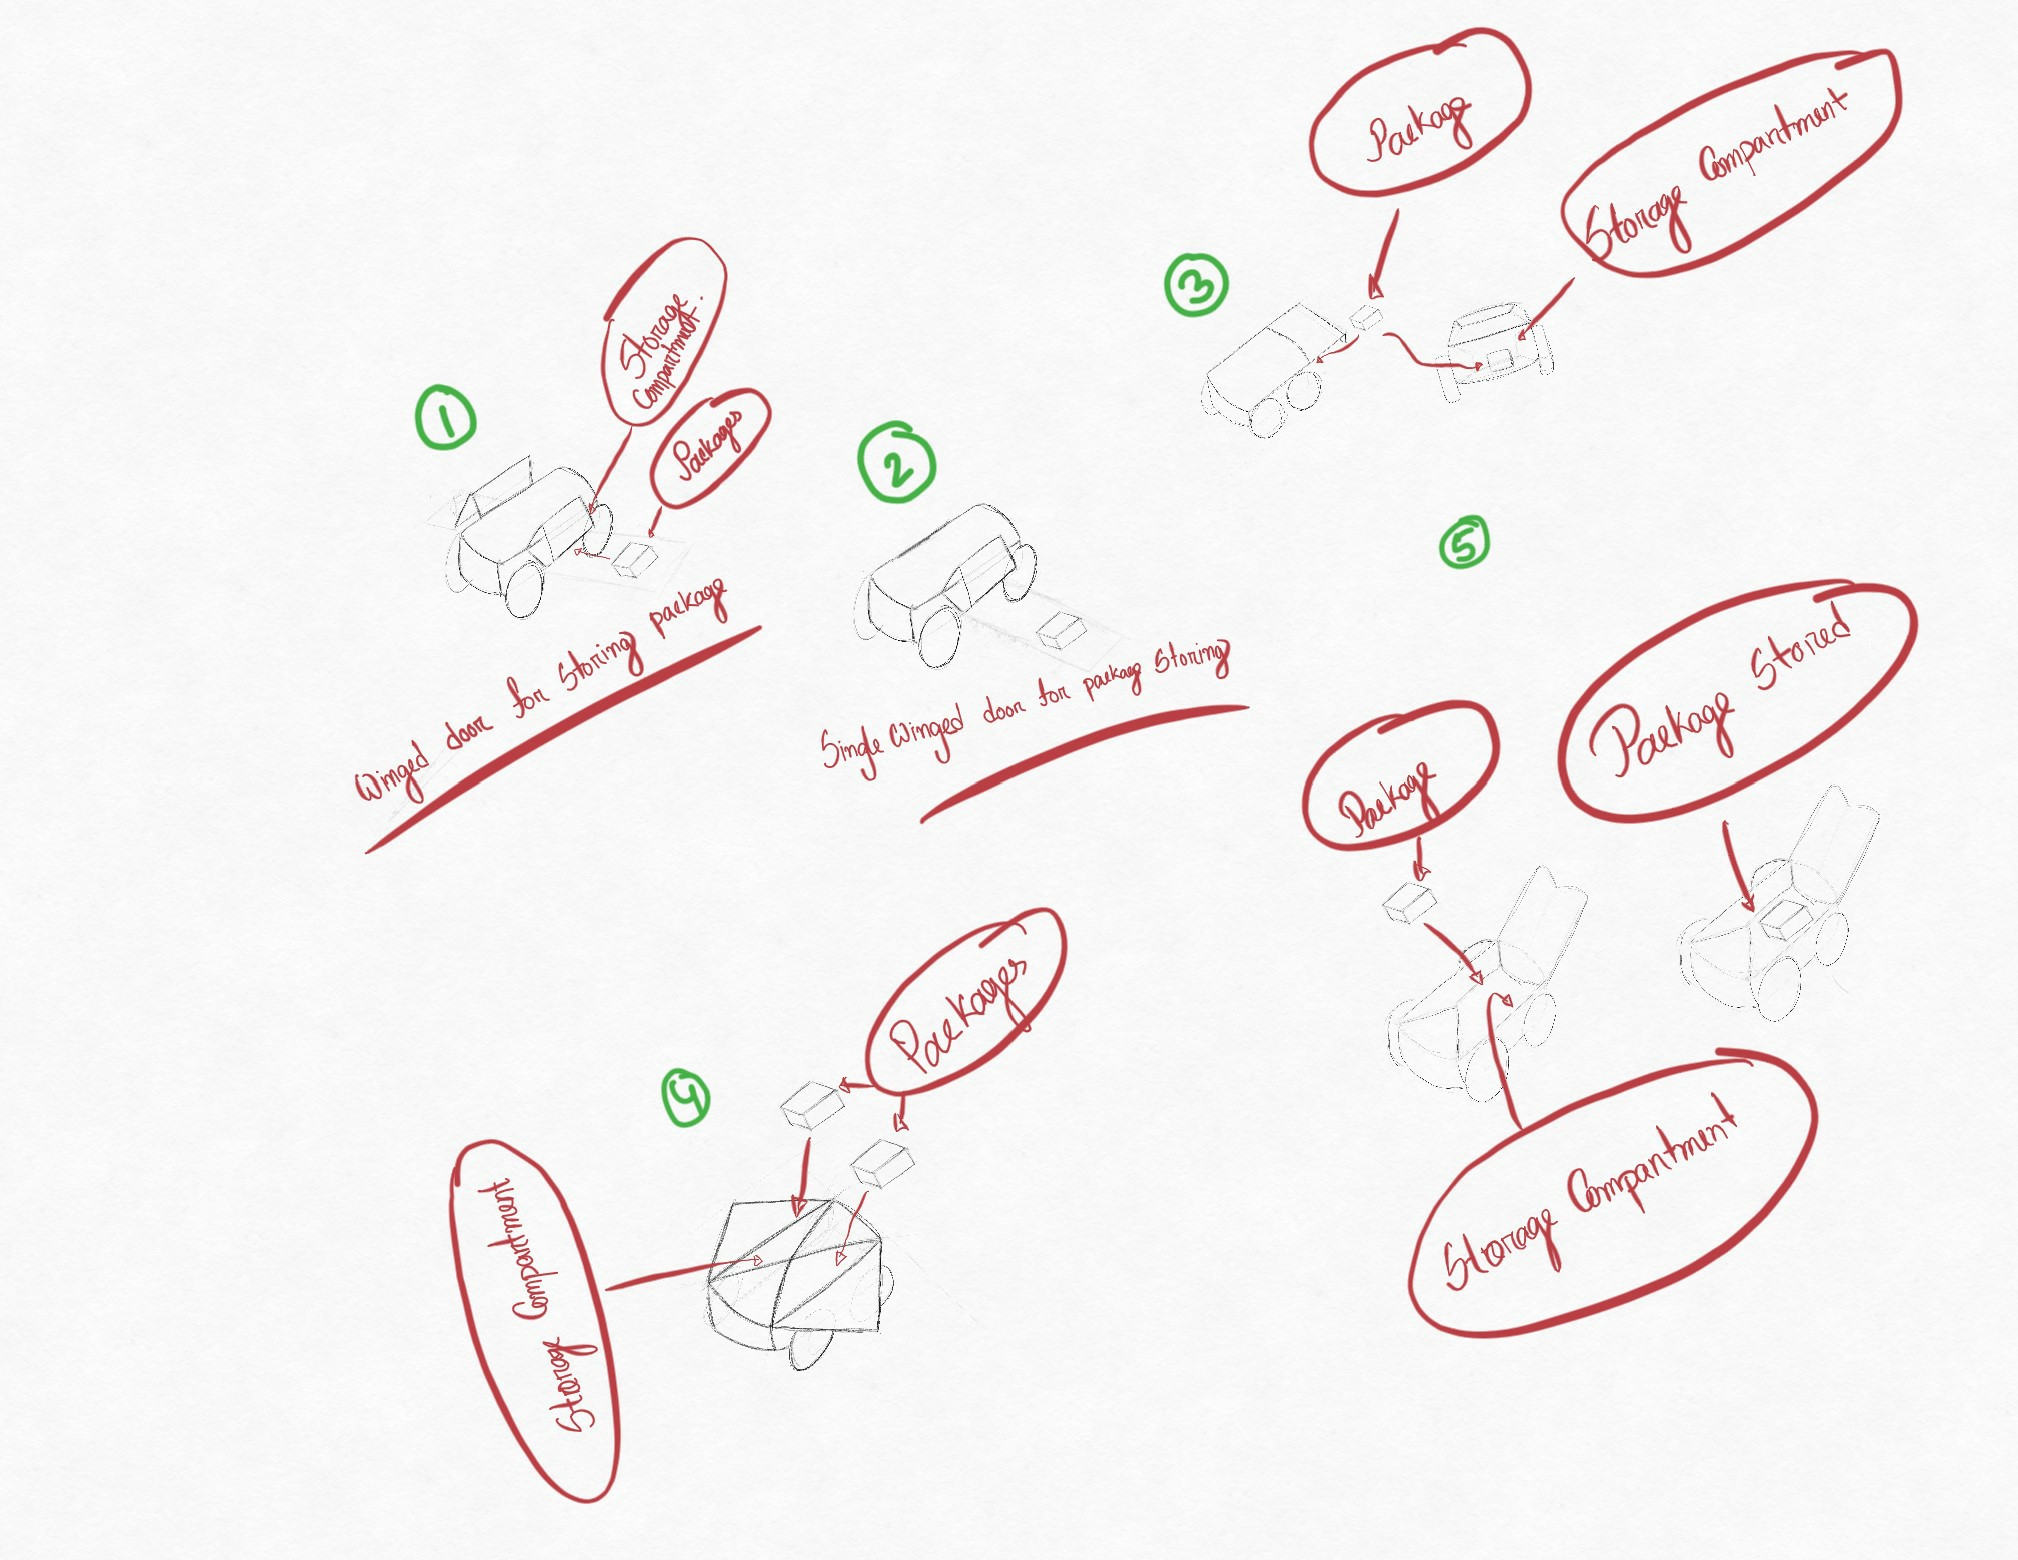 1
Storage
Compartment.
Packages
Winged door for storing package
2
Single winged door for package storing
3
Package
Storage Compartment
4
Packages
Storage Compartment
5
Package
Package Stored
Storage Compartment